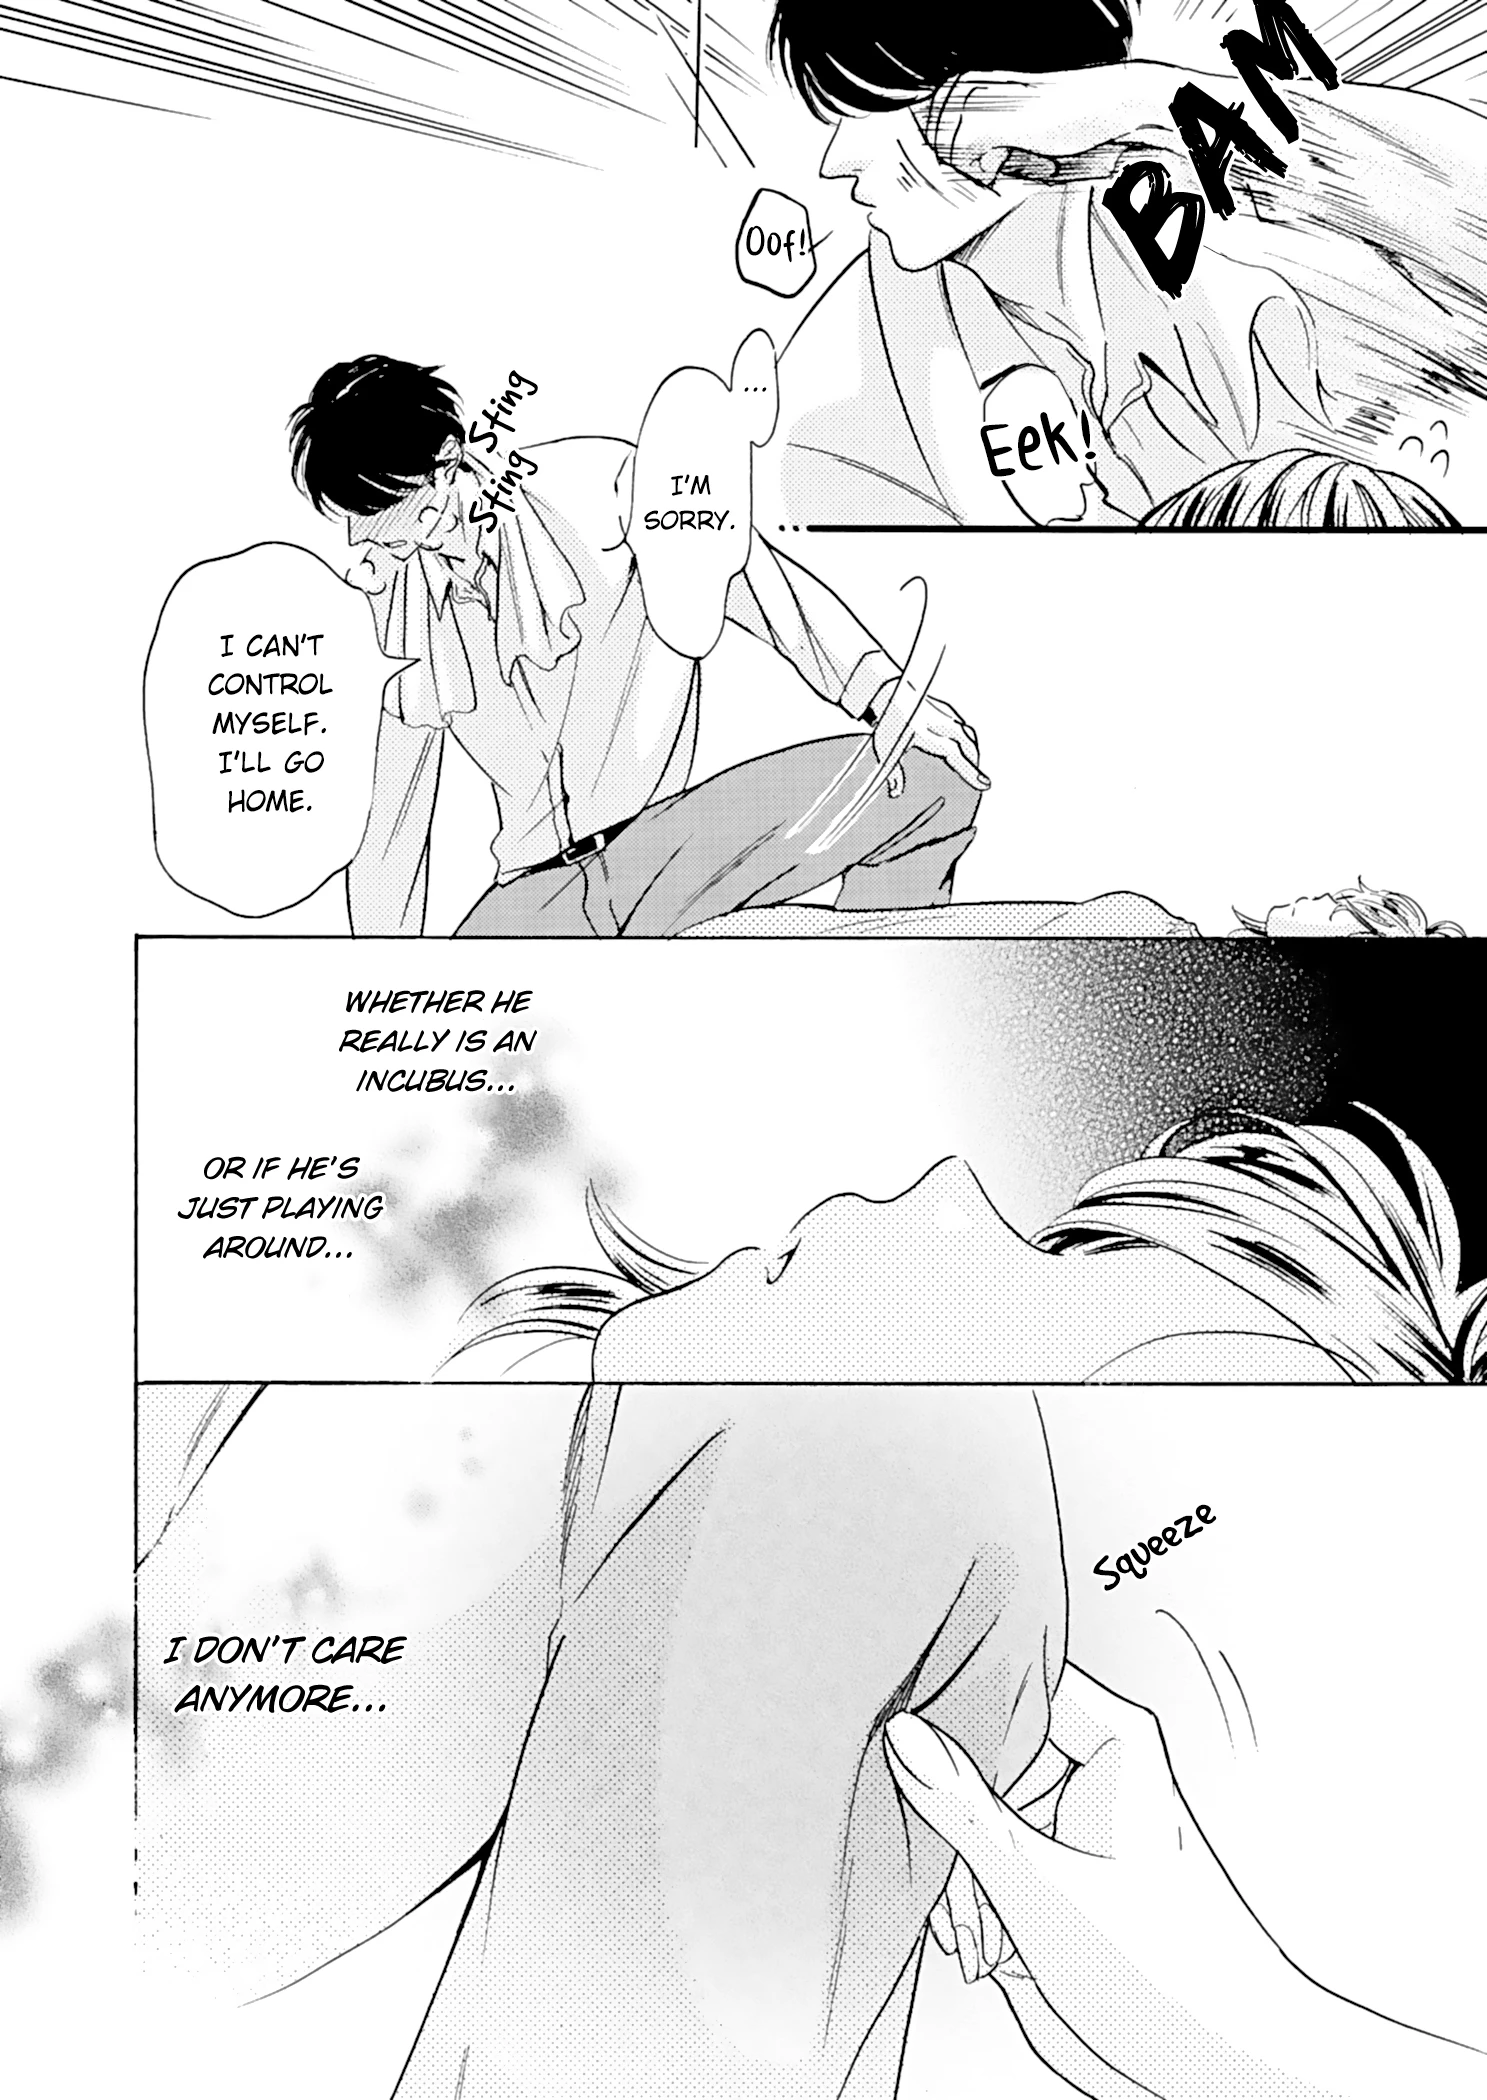 BAM
Oof!
Eek!
...
I'M
SORRY.
Sting
Sting
I CAN'T
CONTROL
MYSELF.
I'LL GO
HOME.
WHETHER HE
REALLY IS AN
INCUBUS...
OR IF HE'S
JUST PLAYING
AROUND...
Squeeze
I DON'T CARE
ANYMORE...